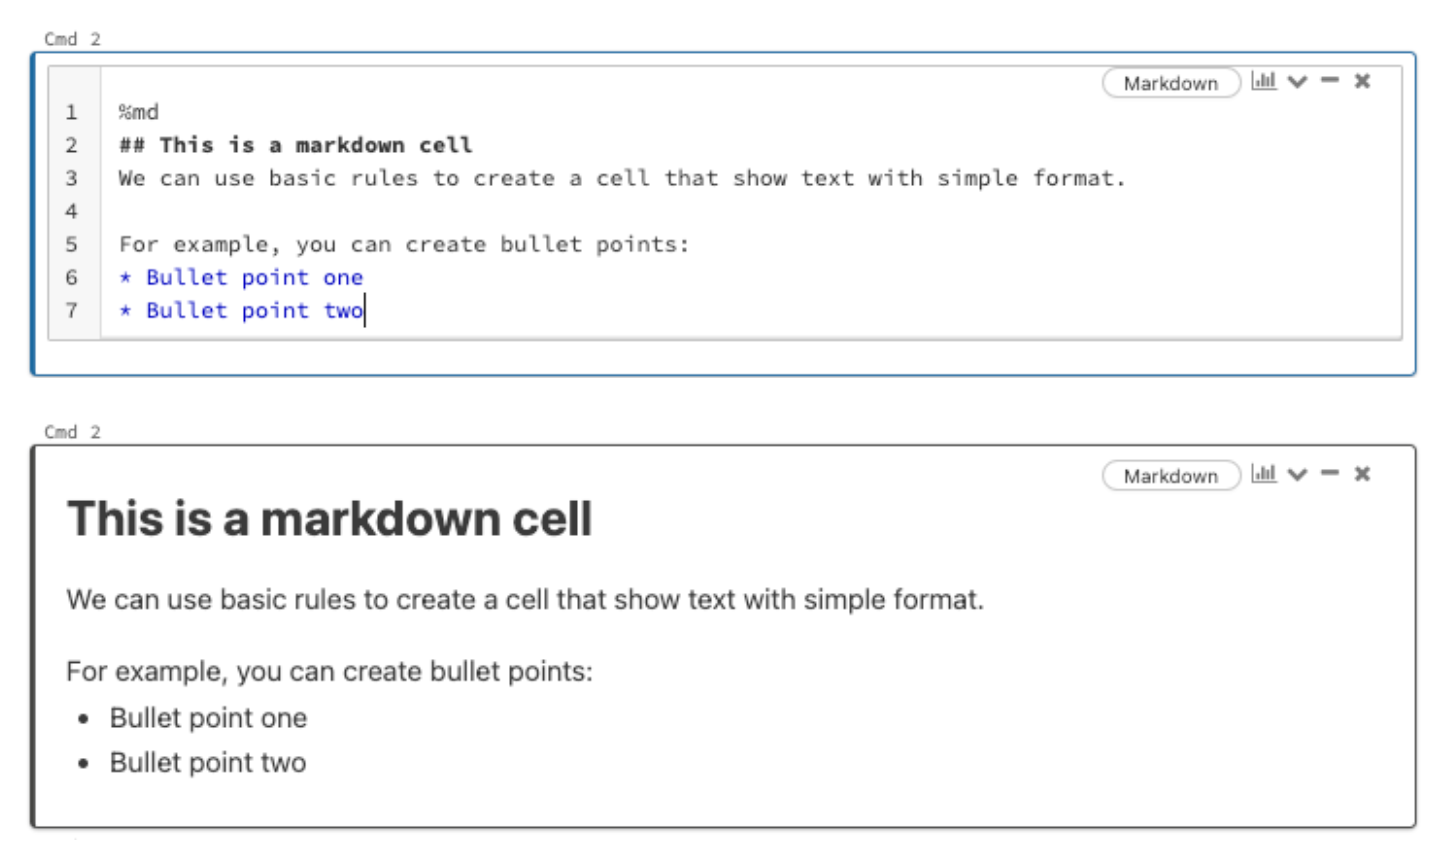 Cmd 2
Markdown
1 %md
2 ## This is a markdown cell
3 We can use basic rules to create a cell that show text with simple format.
4
5 For example, you can create bullet points:
6 * Bullet point one
7 * Bullet point two
Cmd 2
Markdown
This is a markdown cell
We can use basic rules to create a cell that show text with simple format.
For example, you can create bullet points:
• Bullet point one
• Bullet point two